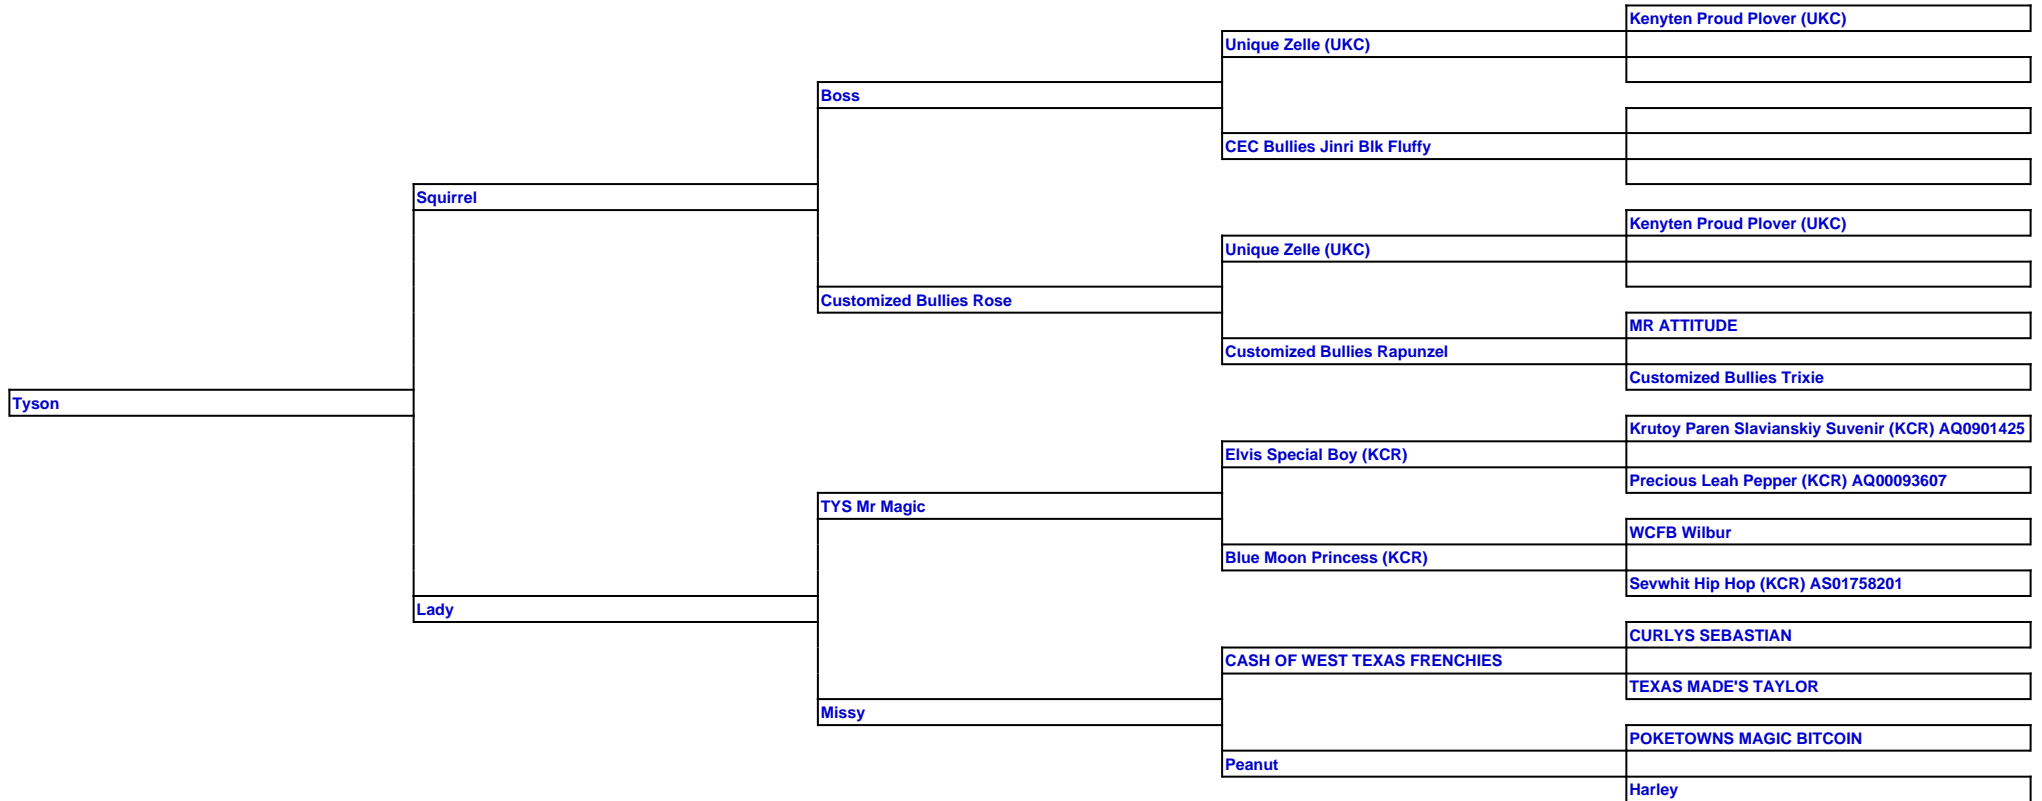 Kenyten Proud Plover (UKC)
Unique Zelle (UKC)
Boss
CEC Bullies Jinri Blk Fluffy
Squirrel
Kenyten Proud Plover (UKC)
Unique Zelle (UKC)
Customized Bullies Rose
MR ATTITUDE
Customized Bullies Rapunzel
Customized Bullies Trixie
Tyson
Krutoy Paren Slavianskiy Suvenir (KCR) AQ0901425
Elvis Special Boy (KCR)
Precious Leah Pepper (KCR) AQ00093607
TYS Mr Magic
WCFB Wilbur
Blue Moon Princess (KCR)
Sevwhit Hip Hop (KCR) AS01758201
Lady
CURLYS SEBASTIAN
CASH OF WEST TEXAS FRENCHIES
TEXAS MADE'S TAYLOR
Missy
POKETOWNS MAGIC BITCOIN
Peanut
Harley